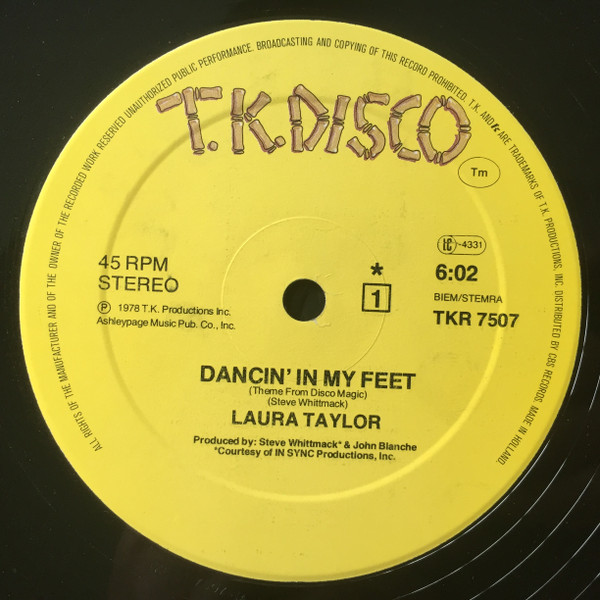 ALL RIGHTS OF THE MANUFACTURER AND OF THE OWNER OF THE RECORDED WORK RESERVED UNAUTHORIZED PUBLIC PERFORMANCE. BROADCASTING AND COPYING OF THIS RECORD PROHIBITED. T.K. AND tc ARE TRADEMARKS OF T.K. PRODUCTIONS, INC. DISTRIBUTED BY CBS RECORDS. MADE IN HOLLAND.
T.K. DISCO
Tm
45 RPM
STEREO
℗ 1978 T.K. Productions Inc.
Ashleypage Music Pub. Co., Inc.
*
1
tc -4331
6:02
BIEM/STEMRA
TKR 7507
DANCIN' IN MY FEET
(Theme From Disco Magic)
(Steve Whittmack)
LAURA TAYLOR
Produced by: Steve Whittmack* & John Blanche
*Courtesy of IN SYNC Productions, Inc.